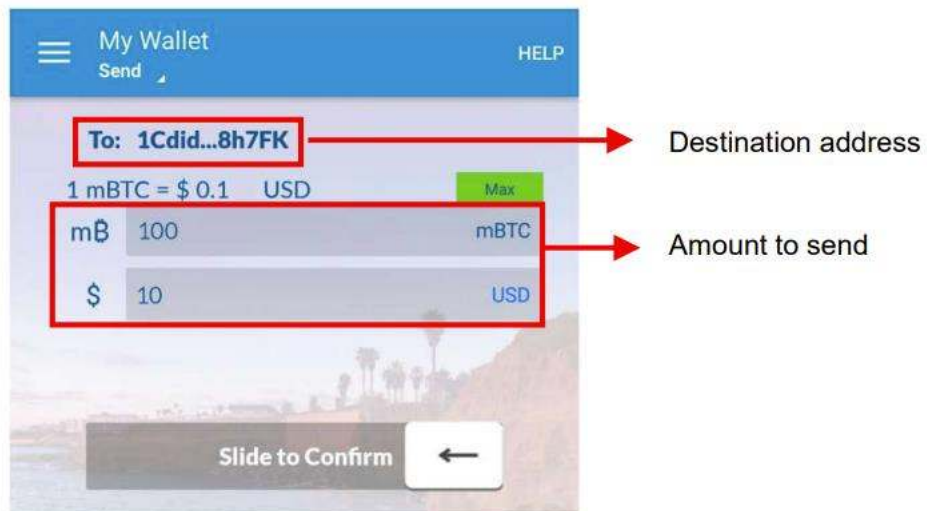 My Wallet
Send
HELP
To: 1Cdid...8h7FK
Destination address
1 mBTC = $ 0.1 USD
Max
m₿ 100 mBTC
Amount to send
$ 10 USD
Slide to Confirm